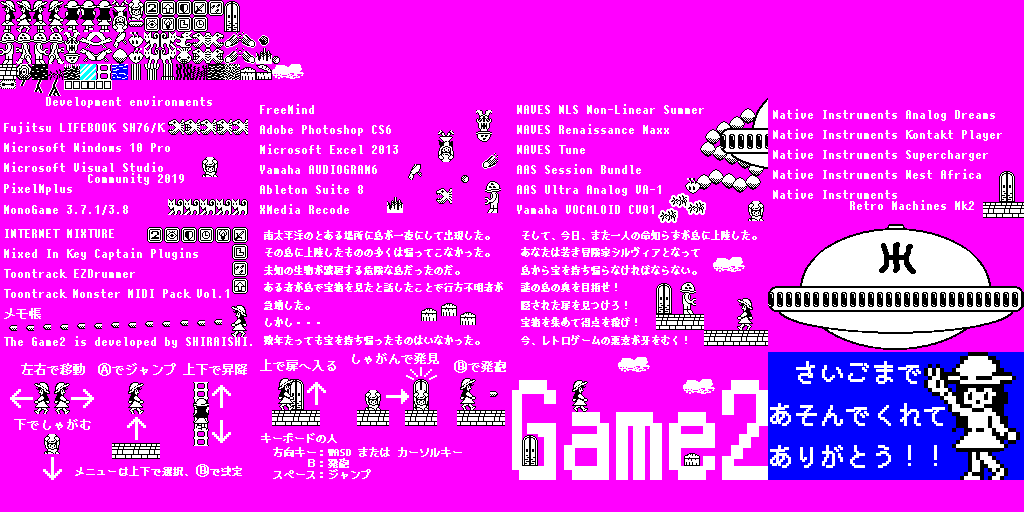 Development environments
Fujitsu LIFEBOOK SH76/K
Microsoft Windows 10 Pro
Microsoft Visual Studio
Community 2019
PixelNplus
MonoGame 3.7.1/3.8
FreeMind
Adobe Photoshop CS6
Microsoft Excel 2013
Yamaha AUDIOGRAM6
Ableton Suite 8
XMedia Recode
WAVES NLS Non-Linear Summer
WAVES Renaissance Maxx
WAVES Tune
AAS Session Bundle
AAS Ultra Analog VA-1
Yamaha VOCALOID CV01
Native Instruments Analog Dreams
Native Instruments Kontakt Player
Native Instruments Supercharger
Native Instruments West Africa
Native Instruments
Retro Machines Mk2
INTERNET MIXTURE
Mixed In Key Captain Plugins
Toontrack EZDrummer
Toontrack Monster MIDI Pack Vol.1
メモ帳
The Game2 is developed by SHIRAISHI.
南太平洋のとある場所に島が一夜にして出現した。
その島に上陸したものの多くは帰ってこなかった。
未知の生物が跋扈する危険な島だったのだ。
ある者が島で宝箱を見たと話したことで行方不明者が
急増した。
しかし・・・
数年たっても宝を持ち帰ったものはいなかった。
そして、今日、また一人の命知らずが島に上陸した。
あなたは若き冒険家シルヴィアとなって
島から宝を持ち帰らなければならない。
謎の島の奥を目指せ！
隠された扉を見つけろ！
宝箱を集めて得点を稼げ！
今、レトロゲームの悪意が牙をむく！
左右で移動
Ⓐでジャンプ
上下で昇降
下でしゃがむ
メニューは上下で選択、Ⓑで決定
上で扉へ入る
しゃがんで発見
Ⓑで発砲
キーボードの人
方向キー：WASD または カーソルキー
B：発砲
スペース：ジャンプ
Game2
さいごまで
あそんでくれて
ありがとう！！